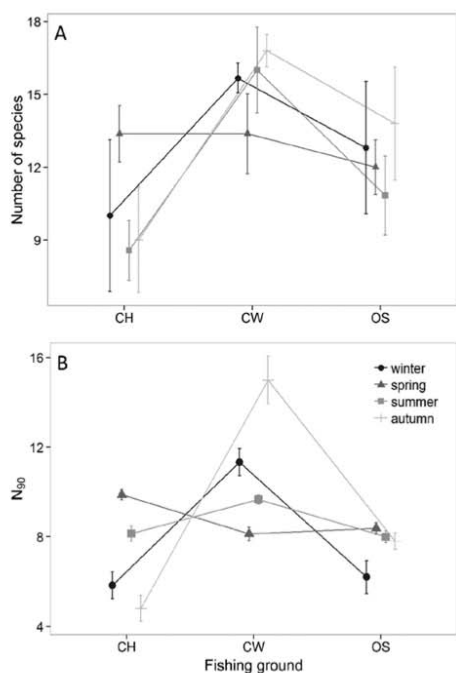 A
Number of species
18
15
12
9
CH CW OS
B
N90
16
12
8
4
winter
spring
summer
autumn
CH CW OS
Fishing ground